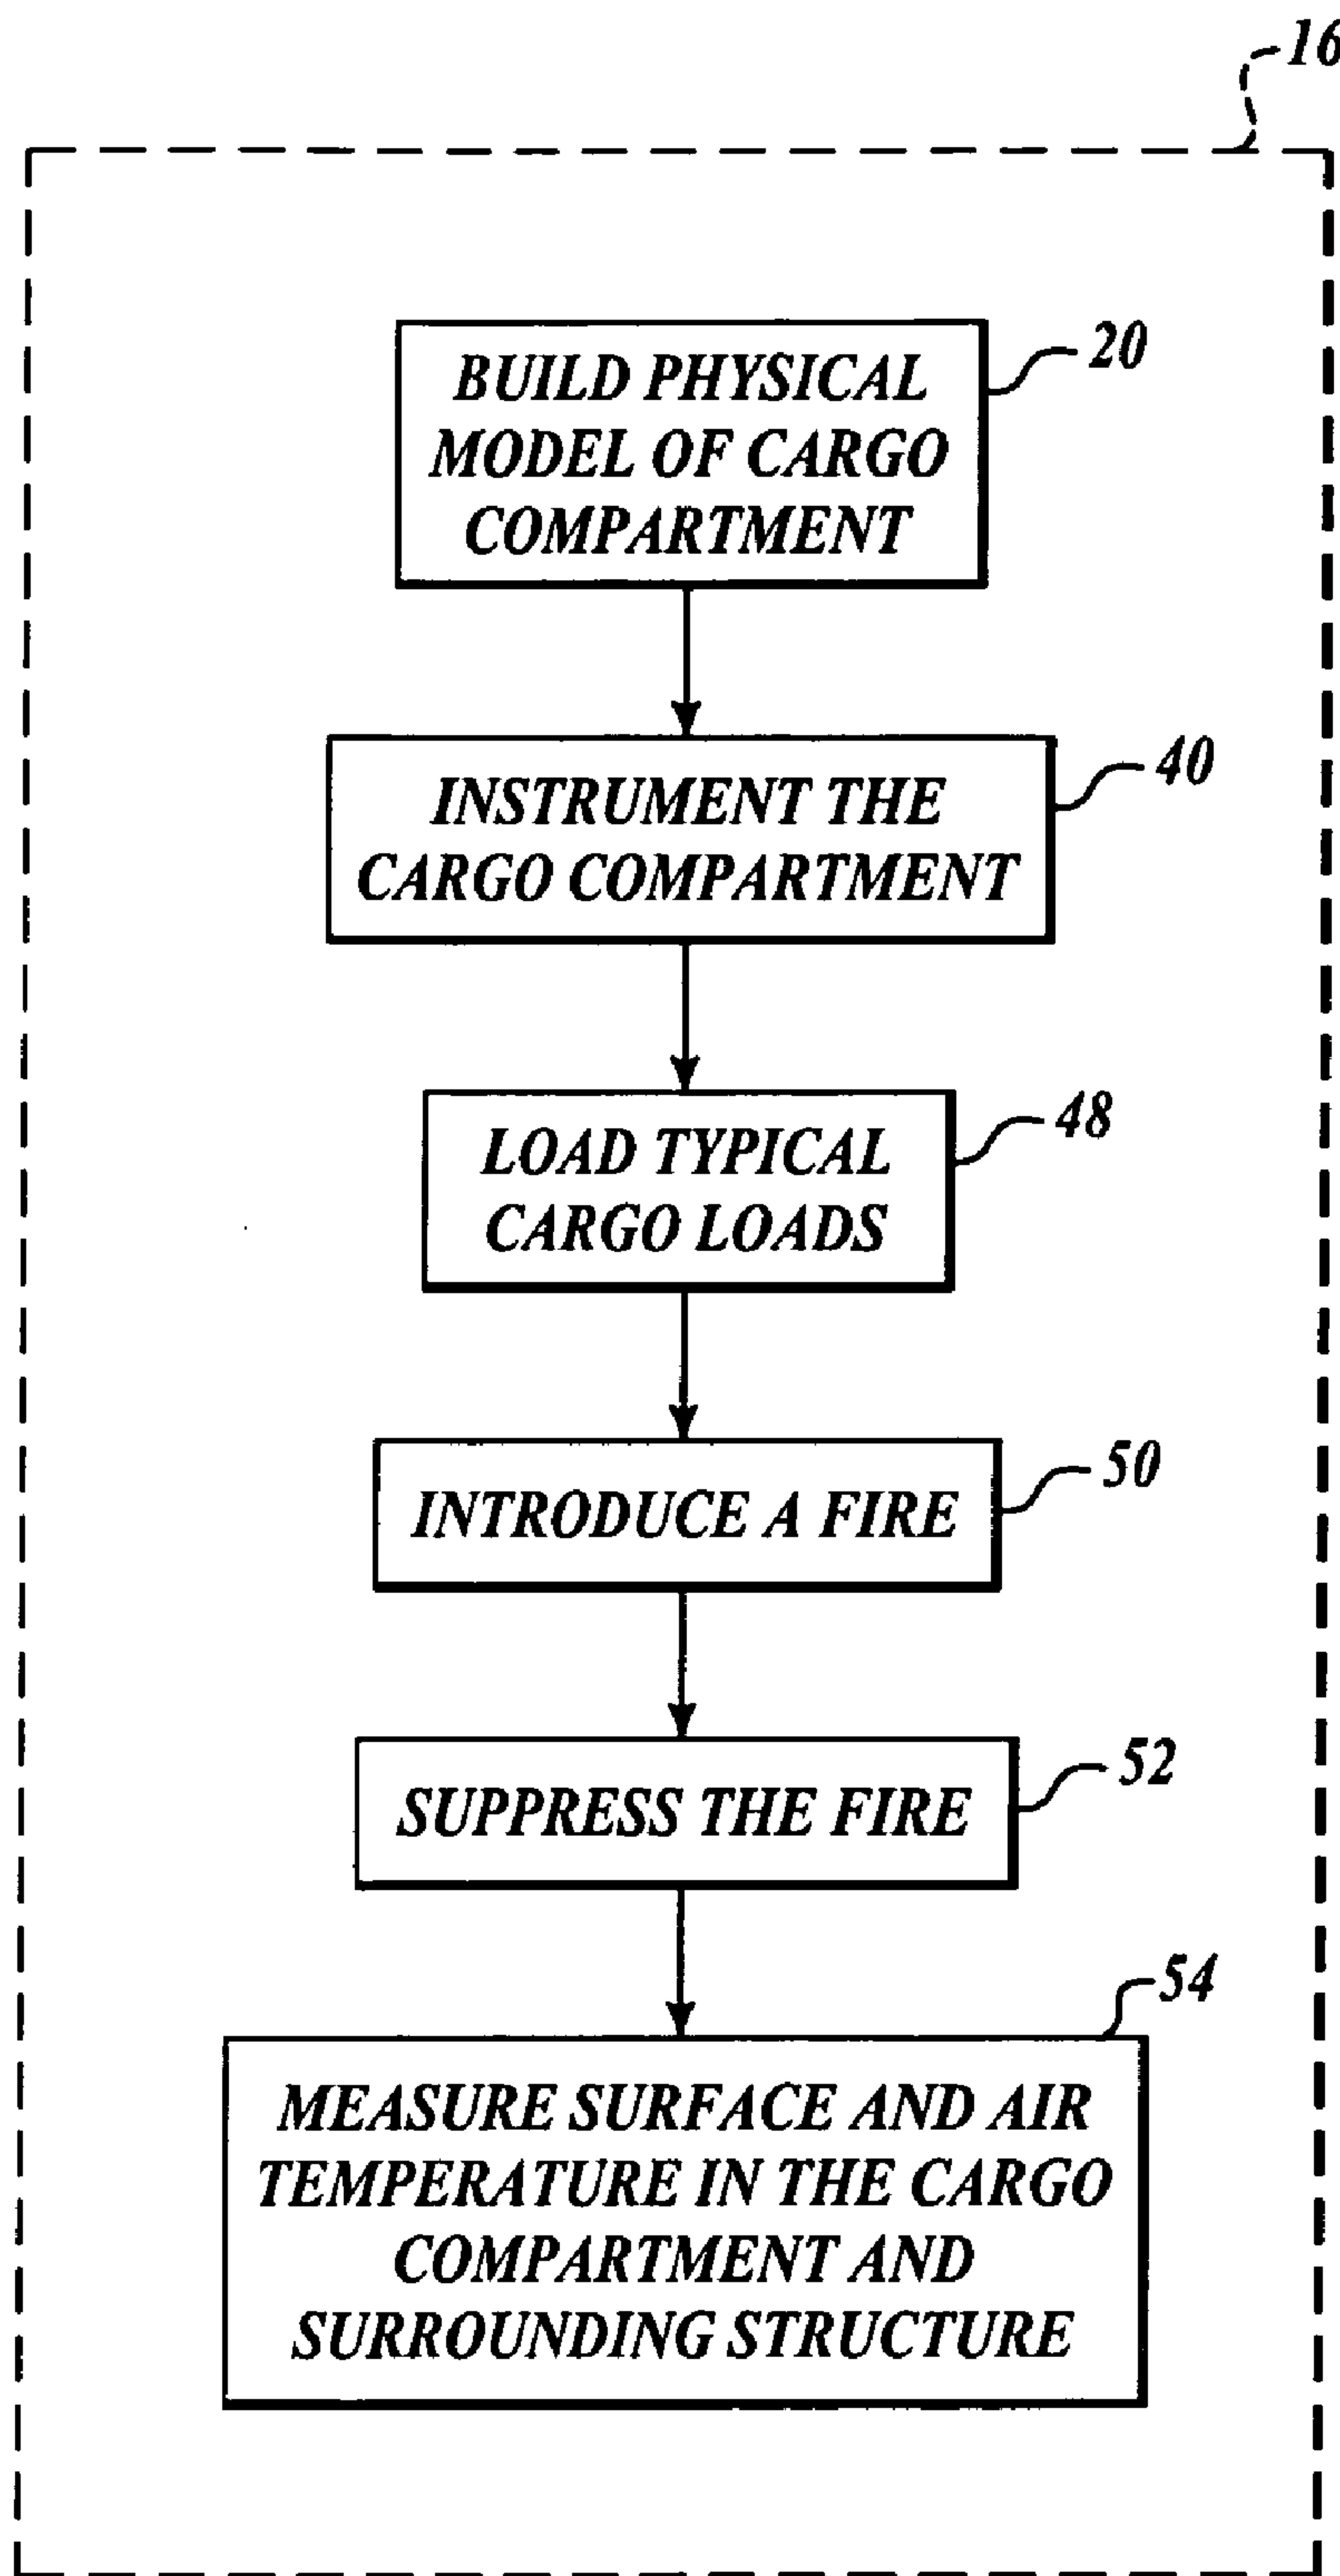 16
BUILD PHYSICAL
MODEL OF CARGO
COMPARTMENT
20
INSTRUMENT THE
CARGO COMPARTMENT
40
LOAD TYPICAL
CARGO LOADS
48
INTRODUCE A FIRE
50
SUPPRESS THE FIRE
52
MEASURE SURFACE AND AIR
TEMPERATURE IN THE CARGO
COMPARTMENT AND
SURROUNDING STRUCTURE
54